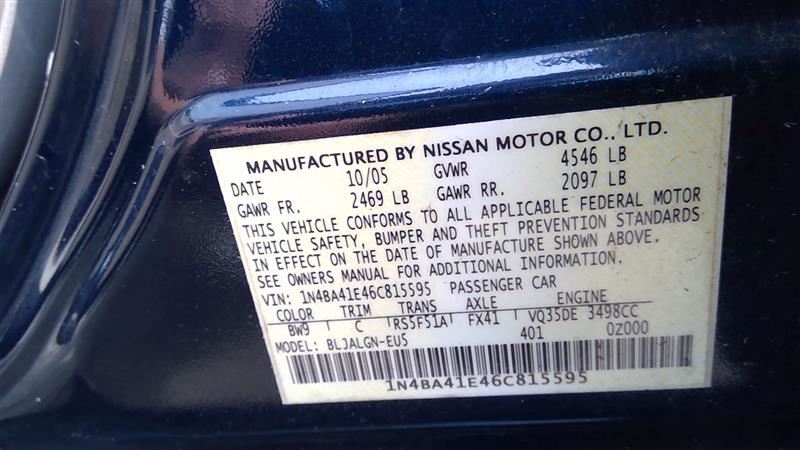 MANUFACTURED BY NISSAN MOTOR CO., LTD.
DATE 10/05 GVWR 4546 LB
GAWR FR. 2469 LB GAWR RR. 2097 LB
THIS VEHICLE CONFORMS TO ALL APPLICABLE FEDERAL MOTOR
VEHICLE SAFETY, BUMPER AND THEFT PREVENTION STANDARDS
IN EFFECT ON THE DATE OF MANUFACTURE SHOWN ABOVE.
SEE OWNERS MANUAL FOR ADDITIONAL INFORMATION.
VIN: 1N4BA41E46C815595 PASSENGER CAR
COLOR TRIM TRANS AXLE ENGINE
BW9 C RS5F51A FX41 VQ35DE 3498CC
MODEL: BLJALGN-EU5 401 0Z000
1N4BA41E46C815595